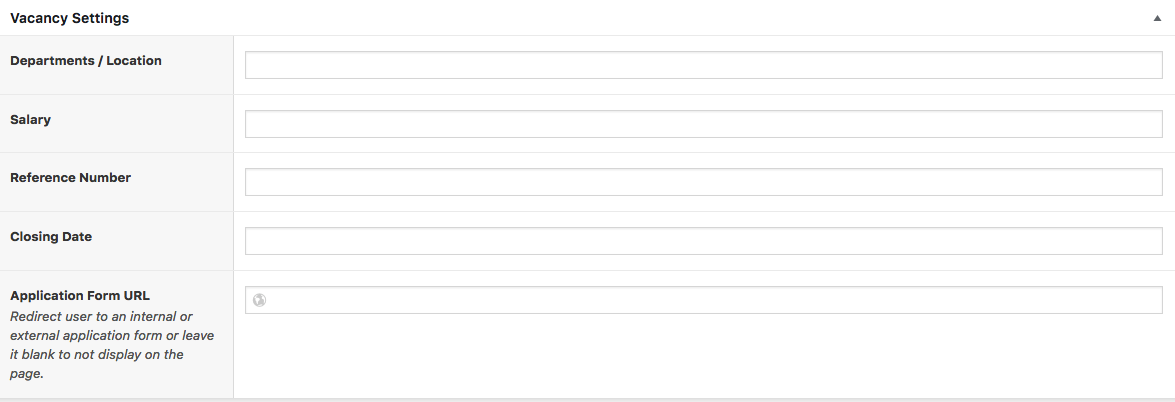 Vacancy Settings
Departments / Location
Salary
Reference Number
Closing Date
Application Form URL
Redirect user to an internal or
external application form or leave
it blank to not display on the
page.